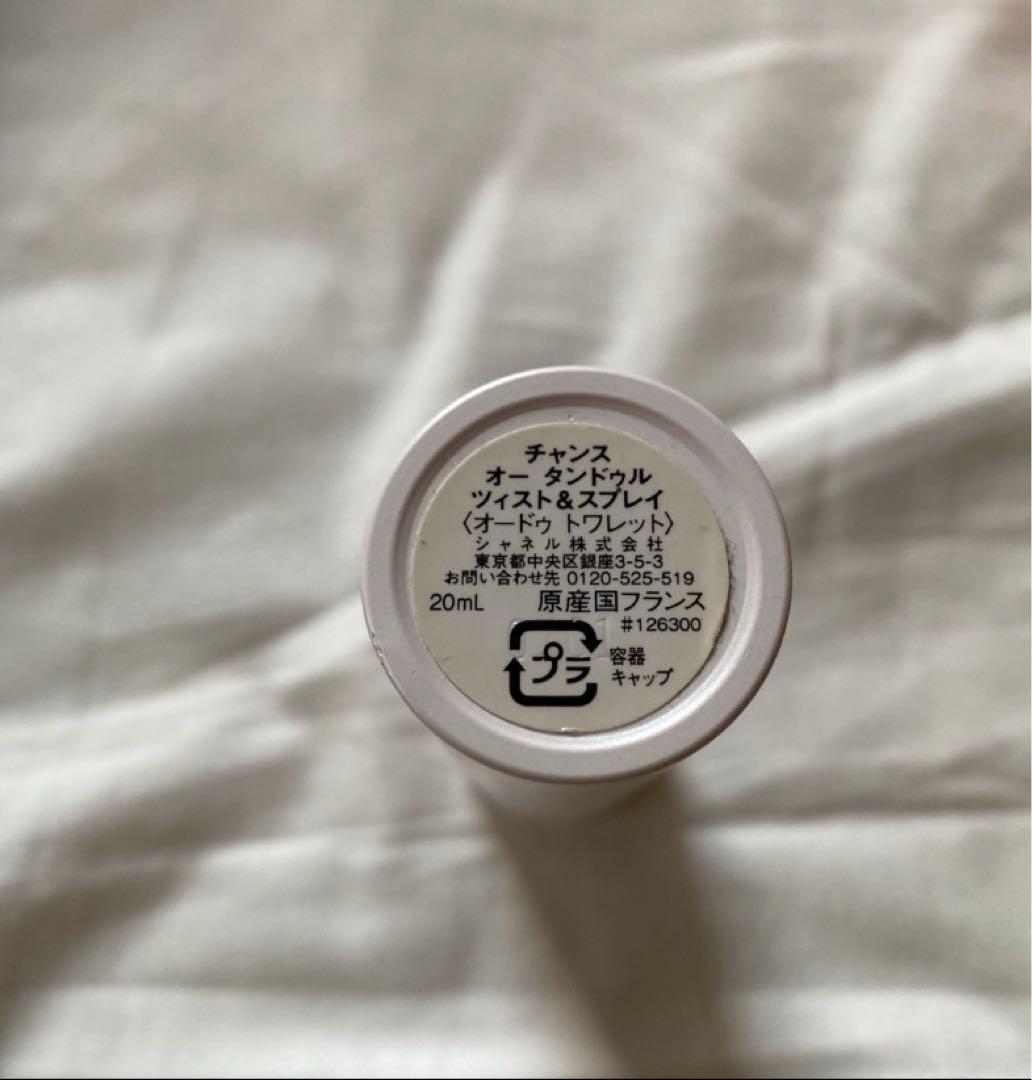 チャンス
オー タンドゥル
ツィスト&スプレイ
〈オードゥ トワレット〉
シャネル株式会社
東京都中央区銀座3-5-3
お問い合わせ先 0120-525-519
20mL 原産国フランス
#126300
プラ 容器
キャップ